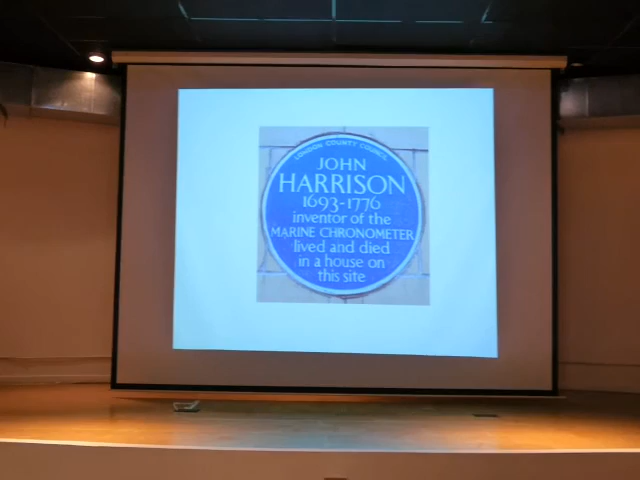 LONDON COUNTY COUNCIL
JOHN
HARRISON
1693-1776
inventor of the
MARINE CHRONOMETER
lived and died
in a house on
this site